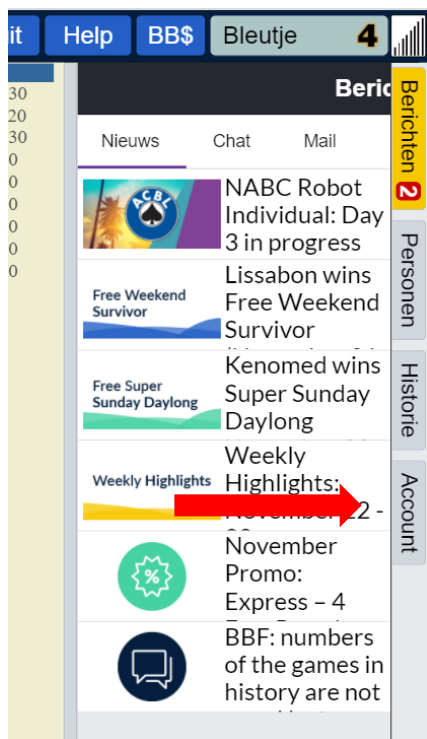 it Help BB$ Bleutje 4
30
20
30
0
0
0
0
0
0
Nieuws Chat Mail
ACBL
NABC Robot
Individual: Day
3 in progress
Free Weekend
Survivor
Lissabon wins
Free Weekend
Survivor
Free Super
Sunday Daylong
Kenomed wins
Super Sunday
Daylong
Weekly Highlights
Weekly
Highlights:
%
November
Promo:
Express – 4
BBF: numbers
of the games in
history are not
Berichten 2
Personen
Historie
Account